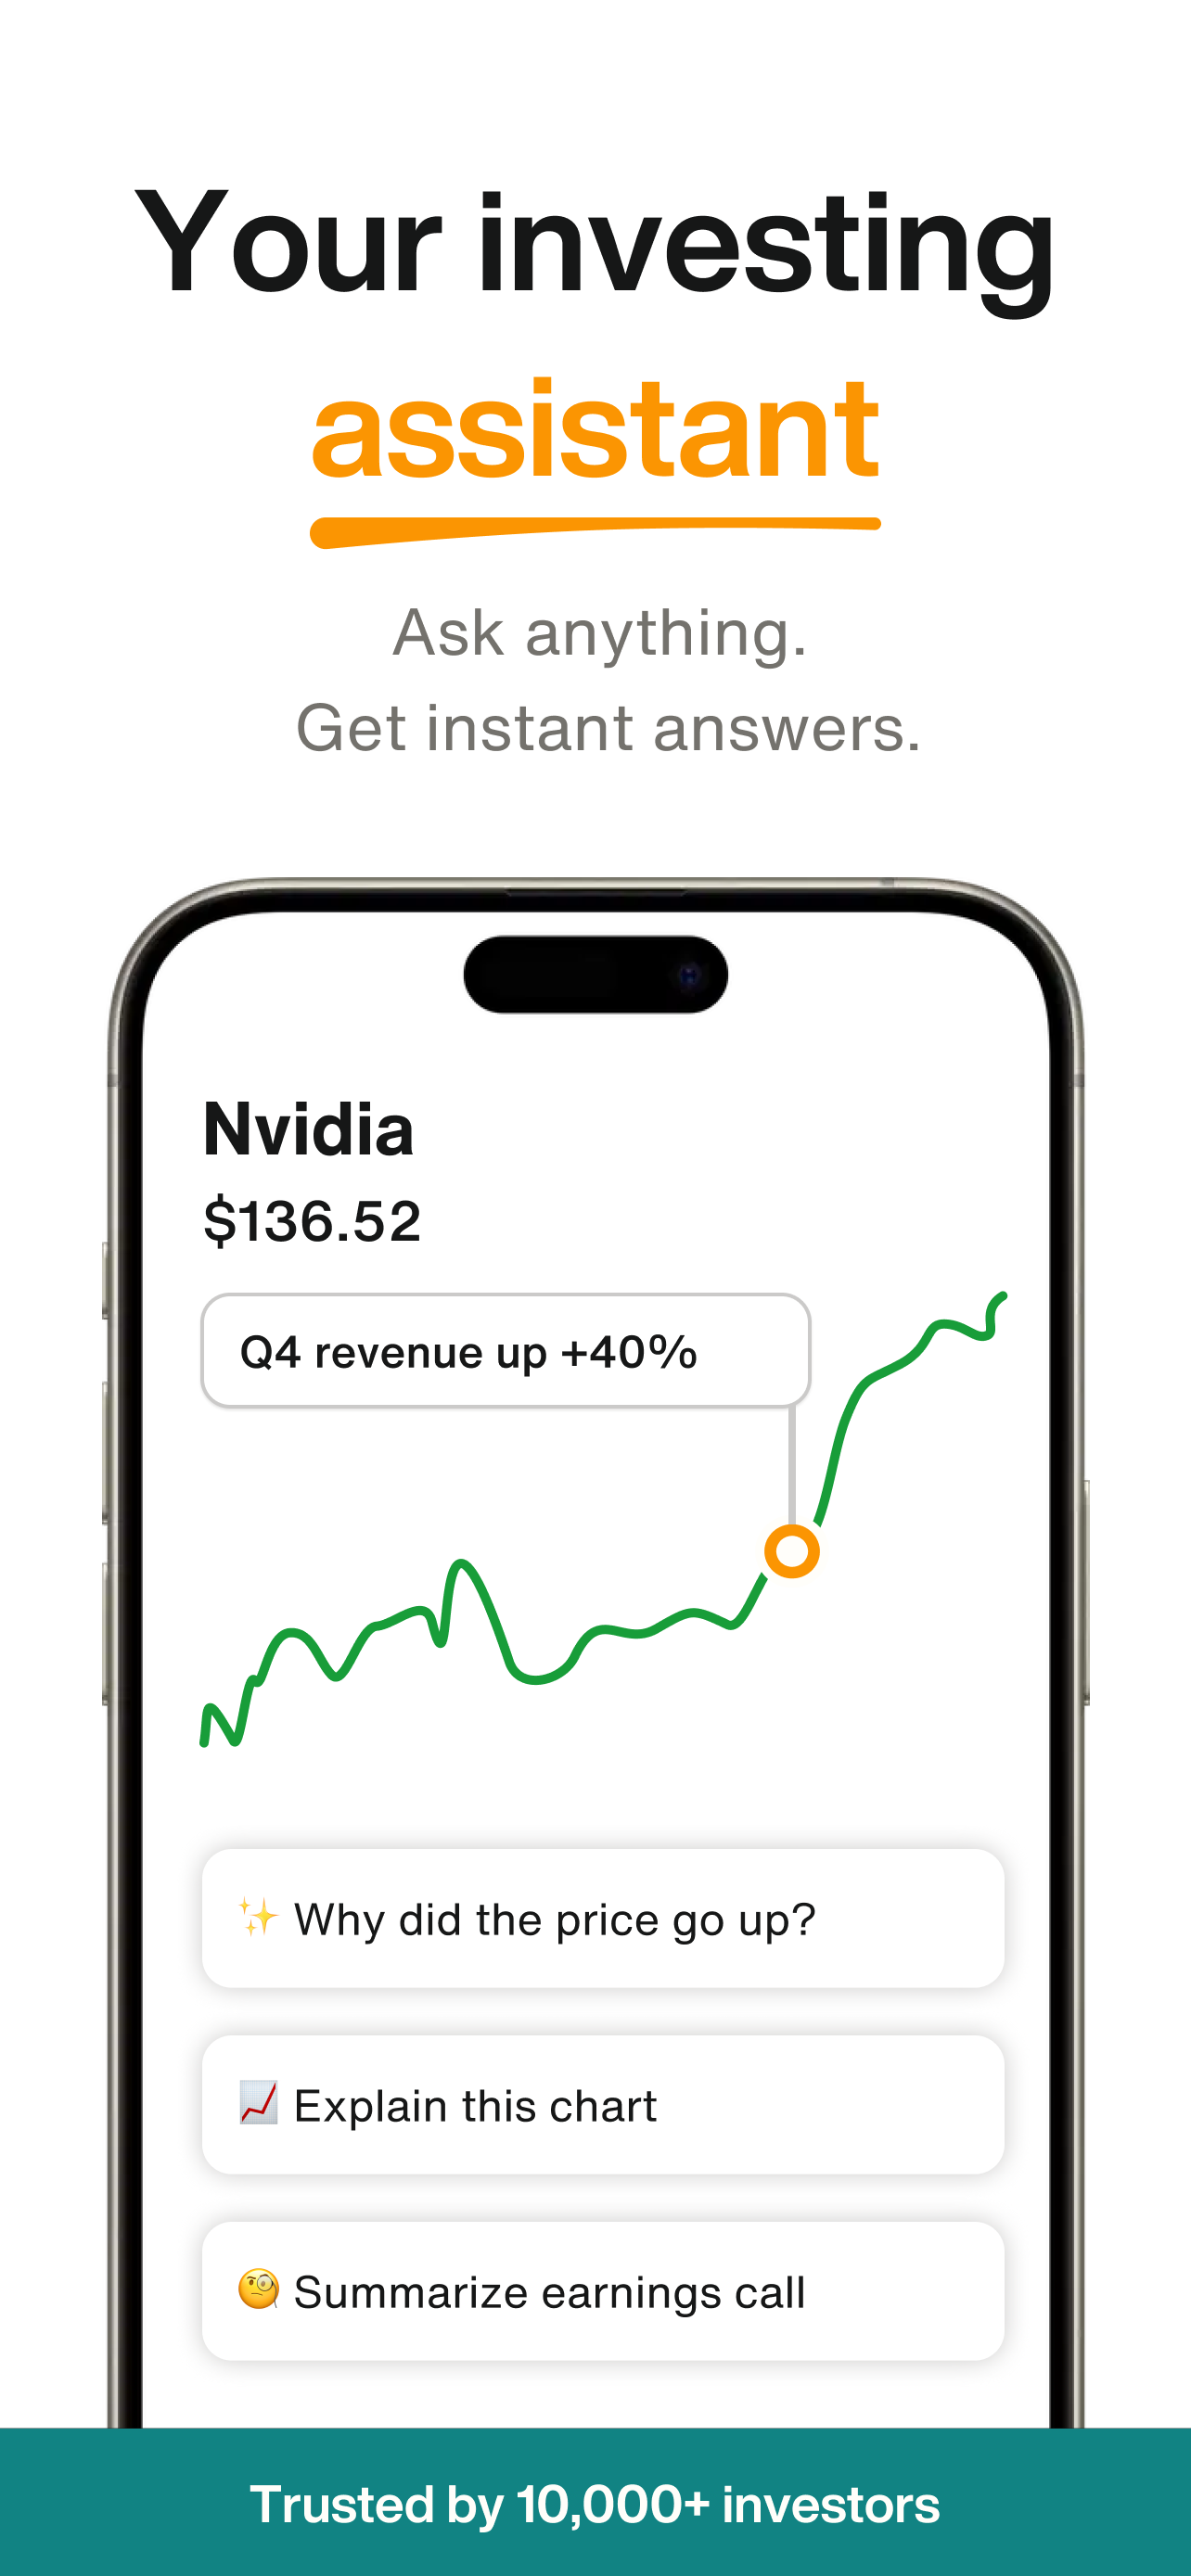 Your investing
assistant
Ask anything.
Get instant answers.
Nvidia
$136.52
Q4 revenue up +40%
✨ Why did the price go up?
📈 Explain this chart
🧐 Summarize earnings call
Trusted by 10,000+ investors